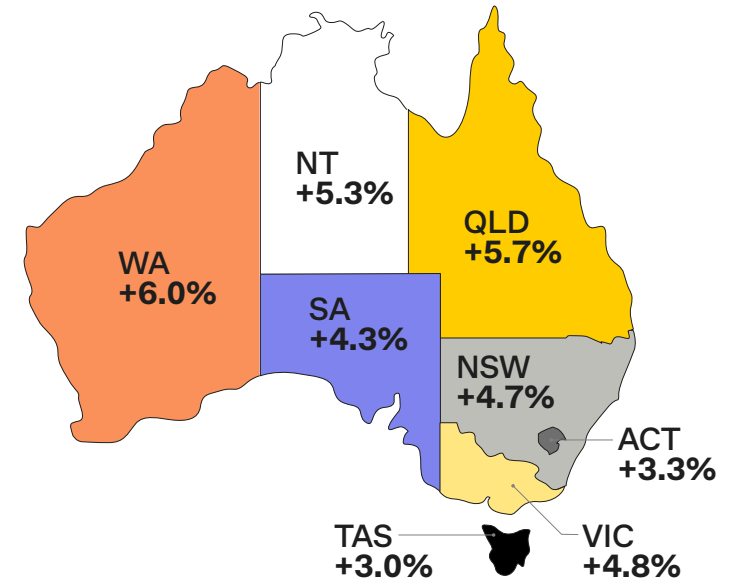 NT
+5.3%
QLD
+5.7%
WA
+6.0%
SA
+4.3%
NSW
+4.7%
ACT
+3.3%
TAS
+3.0%
VIC
+4.8%